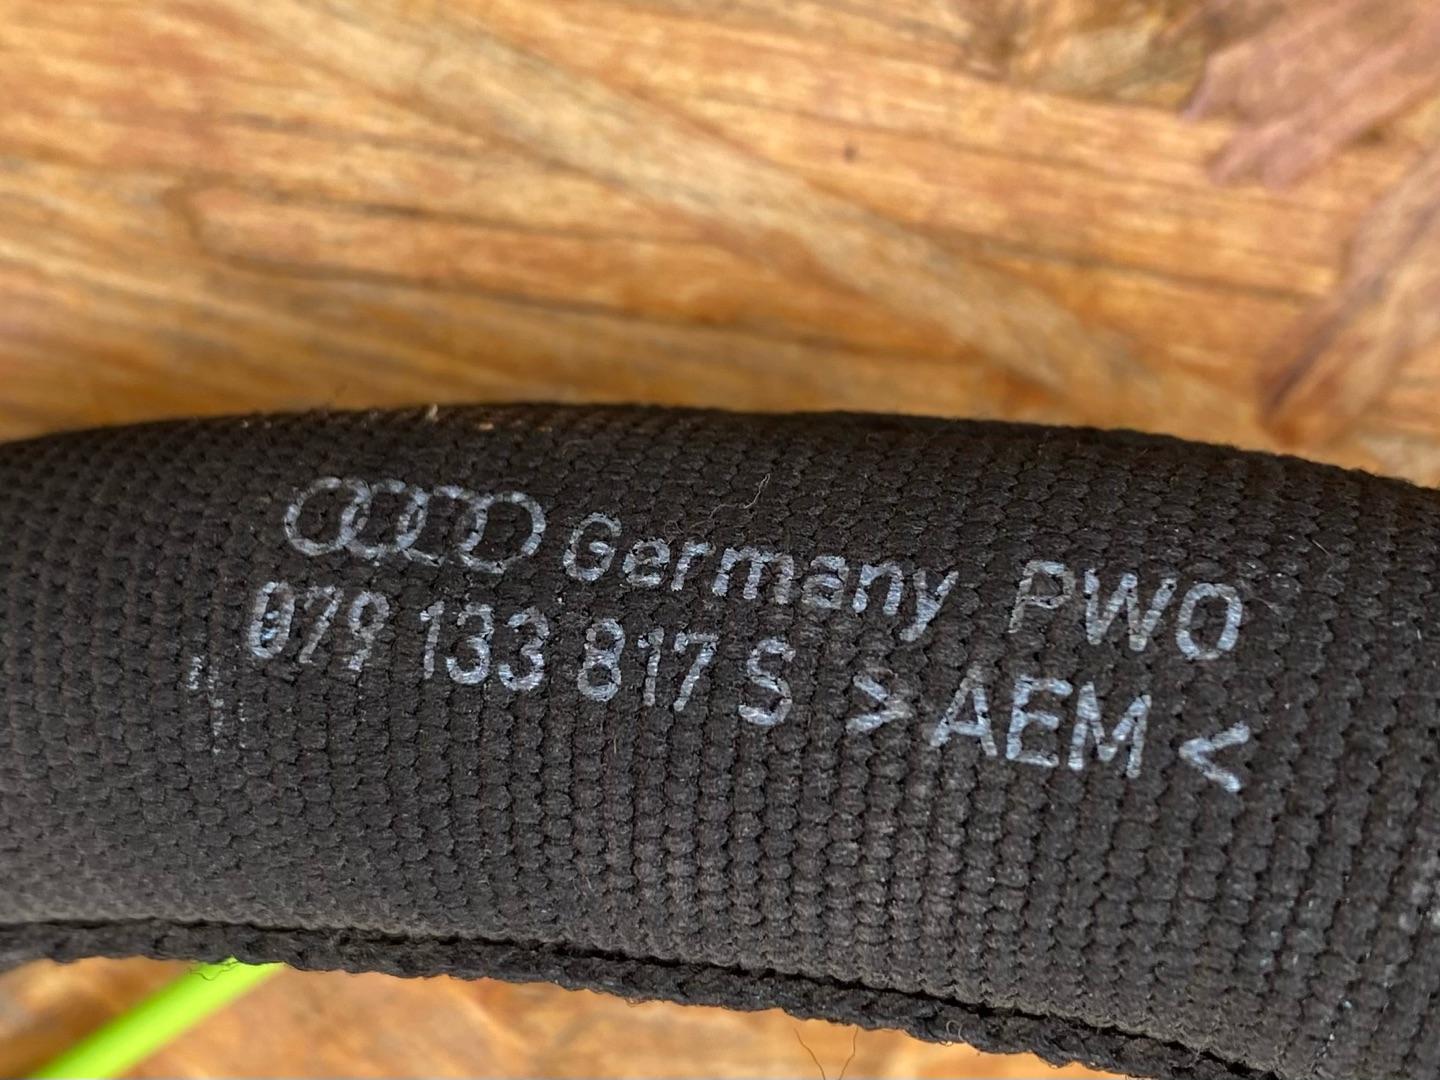 Germany PWO
079 133 817 S >AEM<